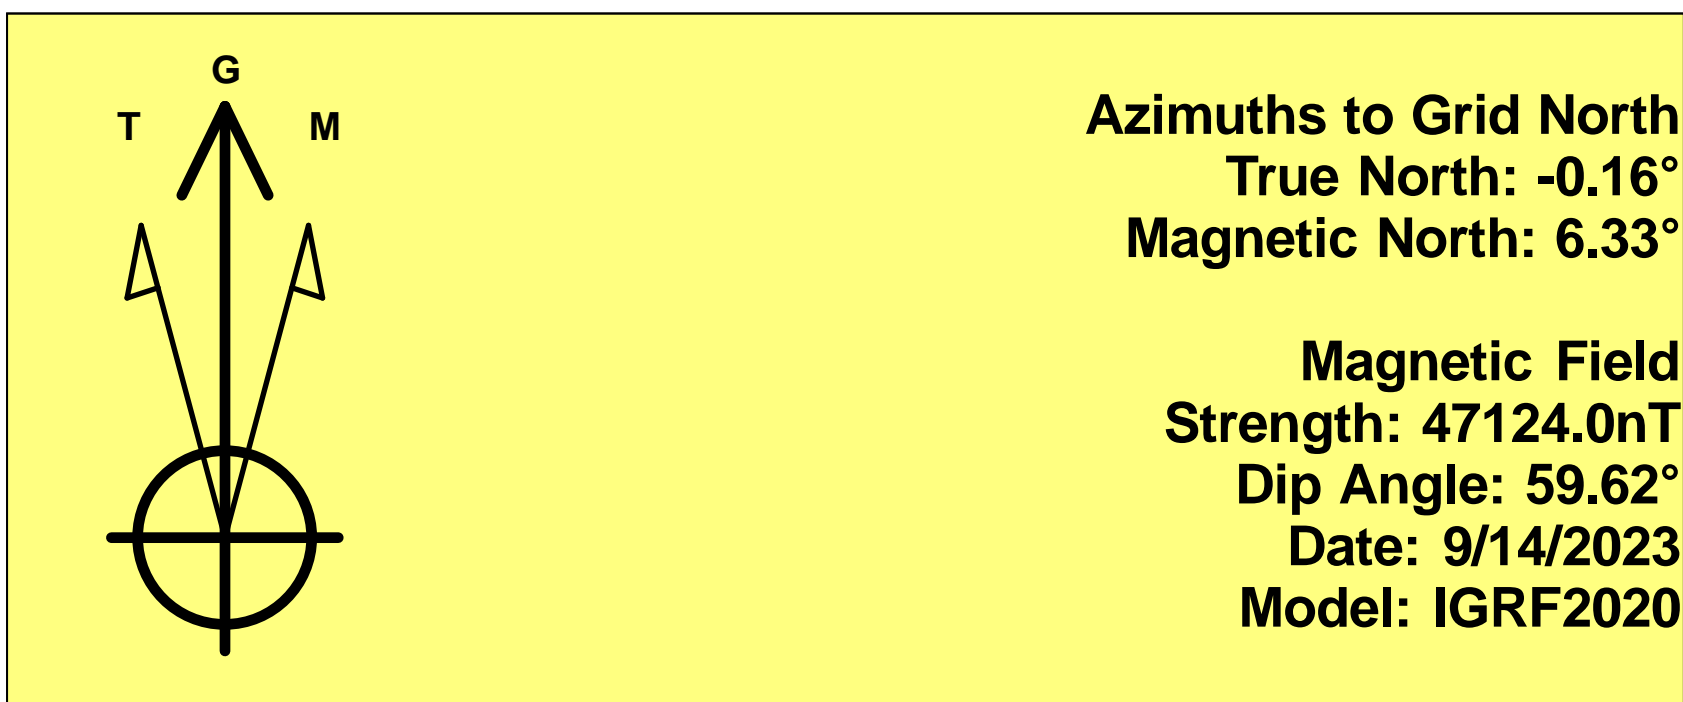 G
T M
Azimuths to Grid North
True North: -0.16°
Magnetic North: 6.33°
Magnetic Field
Strength: 47124.0nT
Dip Angle: 59.62°
Date: 9/14/2023
Model: IGRF2020